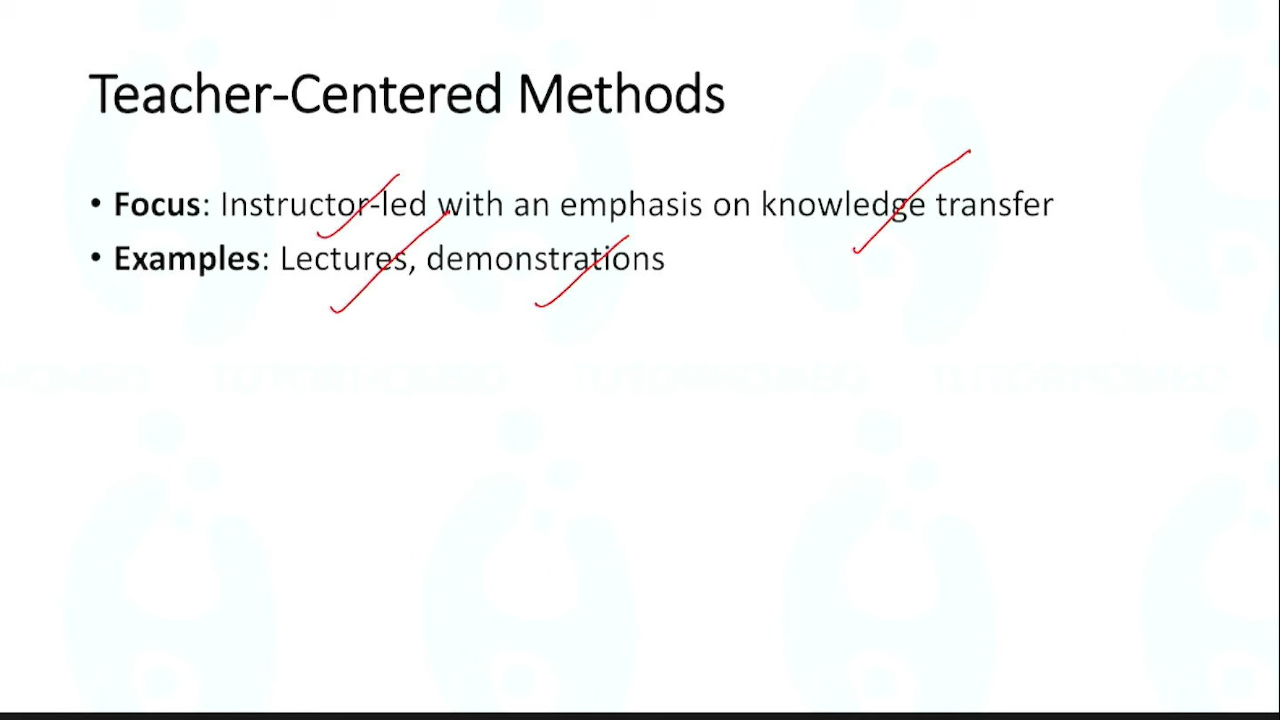 Teacher-Centered Methods
• Focus: Instructor-led with an emphasis on knowledge transfer
• Examples: Lectures, demonstrations